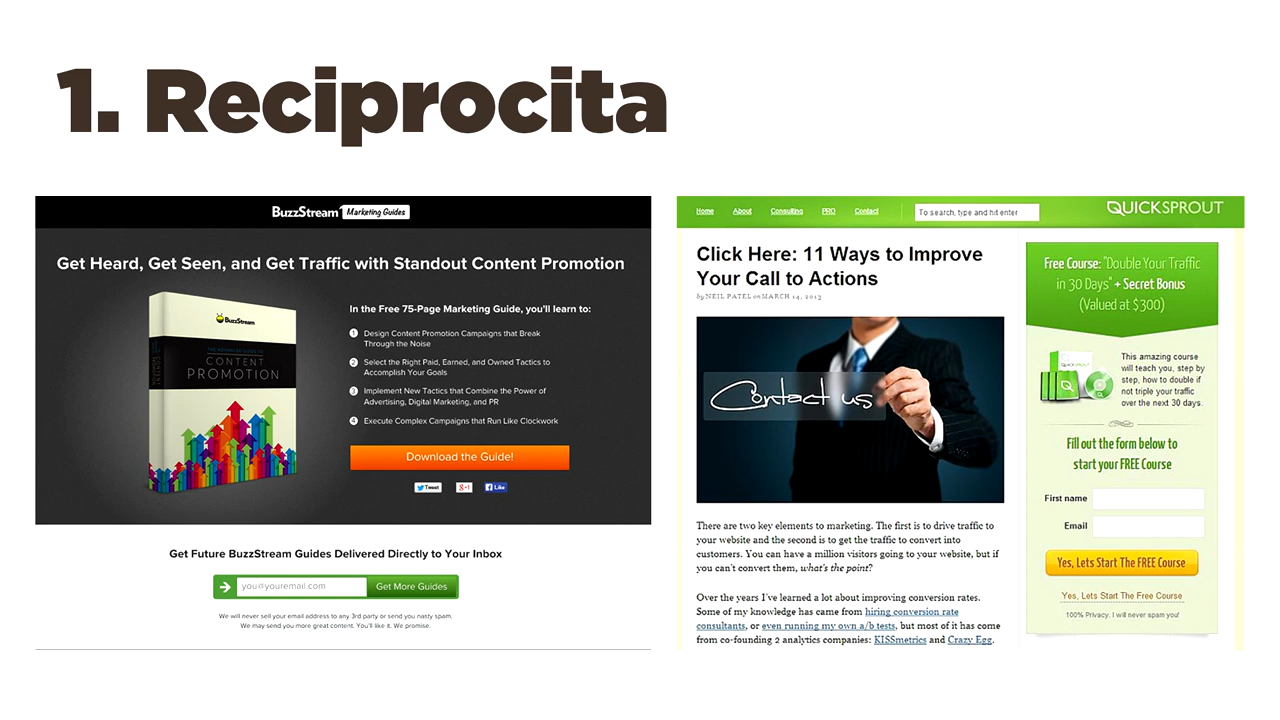 1. Reciprocita
BuzzStream Marketing Guides
Get Heard, Get Seen, and Get Traffic with Standout Content Promotion
BuzzStream
THE ADVANCED GUIDE TO
CONTENT
PROMOTION
In the Free 75-Page Marketing Guide, you'll learn to:
1 Design Content Promotion Campaigns that Break
Through the Noise
2 Select the Right Paid, Earned, and Owned Tactics to
Accomplish Your Goals
3 Implement New Tactics that Combine the Power of
Advertising, Digital Marketing, and PR
4 Execute Complex Campaigns that Run Like Clockwork
Download the Guide!
Tweet
g+1
Like
Get Future BuzzStream Guides Delivered Directly to Your Inbox
you@youremail.com
Get More Guides
We will never sell your email address to any 3rd party or send you nasty spam.
We may send you more great content. You'll like it. We promise.
Home About Consulting PRO Contact
To search, type and hit enter
QUICKSPROUT
Click Here: 11 Ways to Improve
Your Call to Actions
by NEIL PATEL on MARCH 14, 2013
Contact us
There are two key elements to marketing. The first is to drive traffic to
your website and the second is to get the traffic to convert into
customers. You can have a million visitors going to your website, but if
you can't convert them, what's the point?
Over the years I've learned a lot about improving conversion rates.
Some of my knowledge has came from hiring conversion rate
consultants, or even running my own a/b tests, but most of it has come
from co-founding 2 analytics companies: KISSmetrics and Crazy Egg.
Free Course: "Double Your Traffic
in 30 Days" + Secret Bonus
(Valued at $300)
This amazing course
will teach you, step by
step, how to double if
not triple your traffic
over the next 30 days.
Fill out the form below to
start your FREE Course
First name
Email
Yes, Lets Start The FREE Course
Yes, Lets Start The Free Course
100% Privacy. I will never spam you!